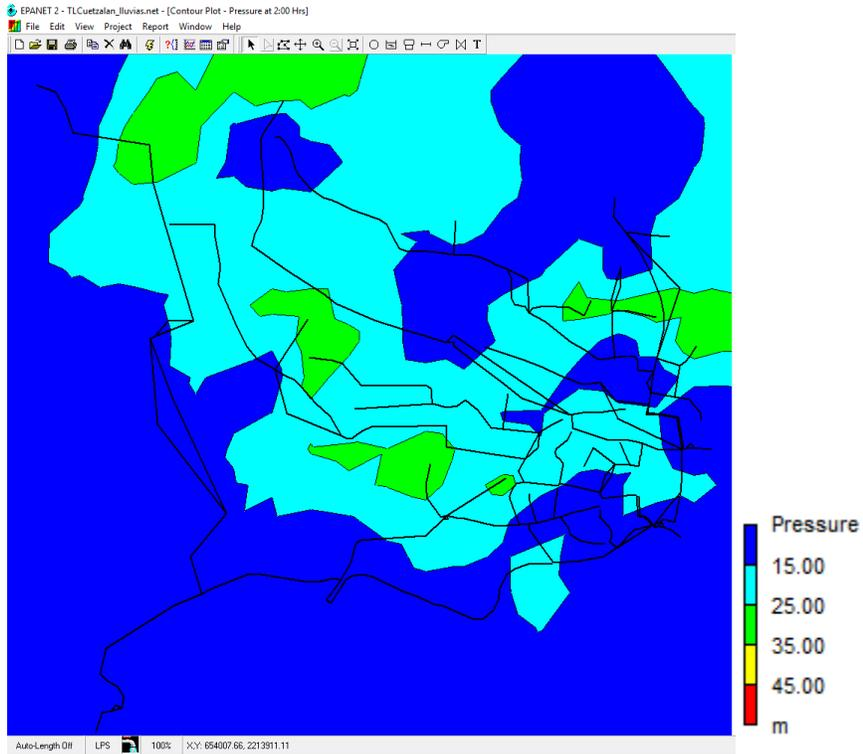 EPANET 2 - TLCuetzalan_lluvias.net - [Contour Plot - Pressure at 2:00 Hrs]
File Edit View Project Report Window Help
T
Pressure
15.00
25.00
35.00
45.00
m
Auto-Length Off LPS 100% X,Y: 654007.66, 2213911.11